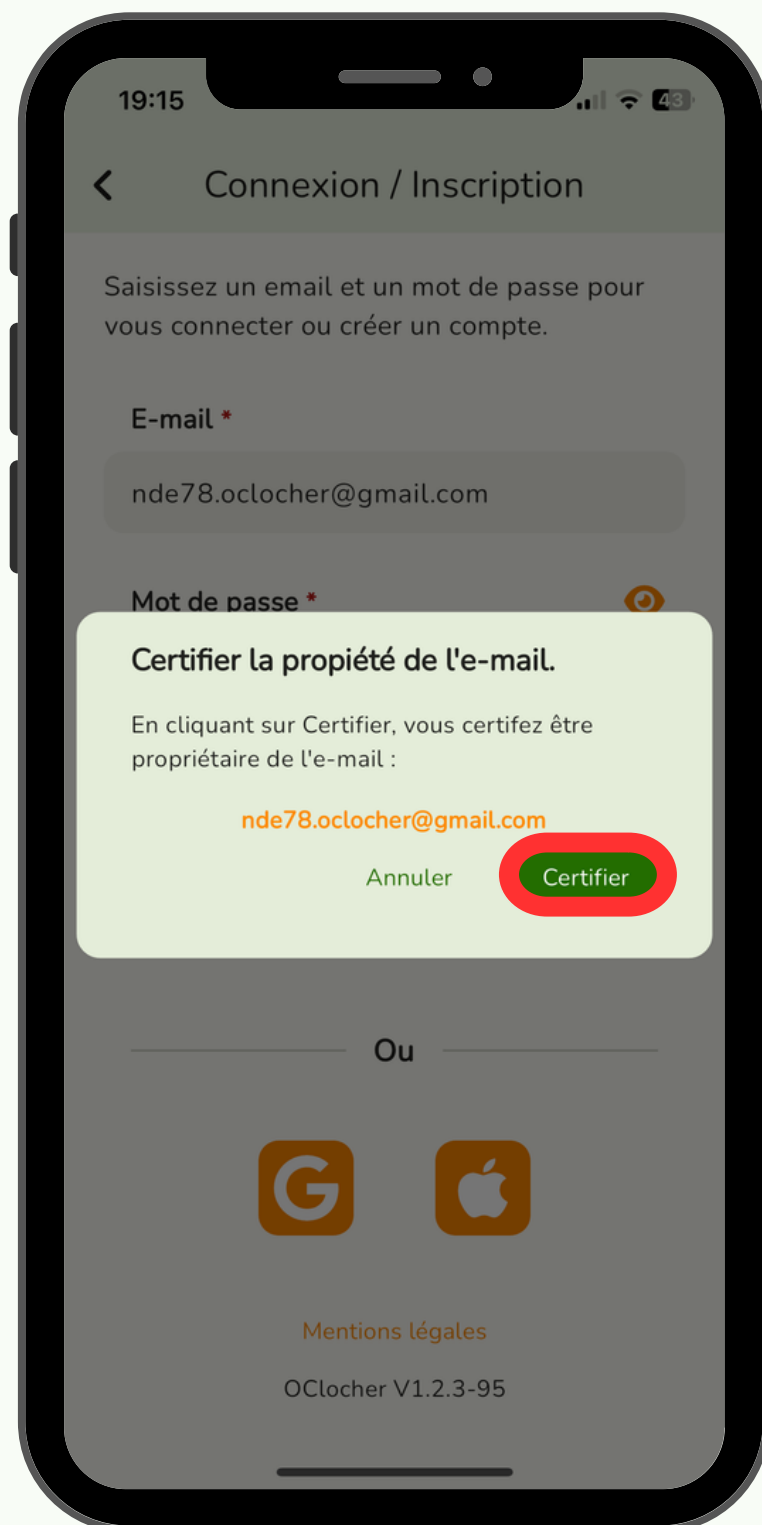 19:15
43
Connexion / Inscription
Saisissez un email et un mot de passe pour
vous connecter ou créer un compte.
E-mail *
nde78.oclocher@gmail.com
Mot de passe *
Certifier la propiété de l'e-mail.
En cliquant sur Certifier, vous certifez être
propriétaire de l'e-mail :
nde78.oclocher@gmail.com
Annuler Certifier
Ou
G
Mentions légales
OClocher V1.2.3-95